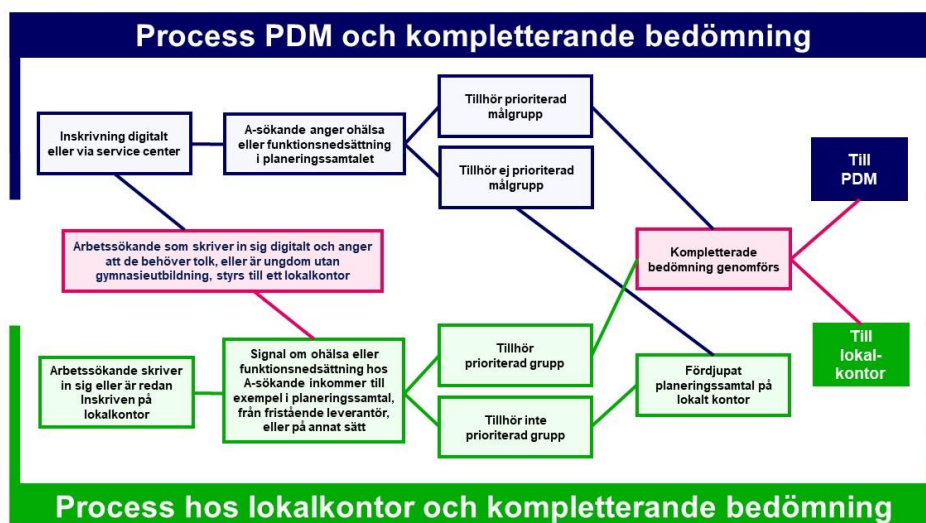 Process PDM och kompletterande bedömning
Inskrivning digitalt
eller via service center
A-sökande anger ohälsa
eller funktionsnedsättning
i planeringssamtalet
Tillhör prioriterad
målgrupp
Tillhör ej prioriterad
målgrupp
Till
PDM
Arbetssökande som skriver in sig digitalt och anger
att de behöver tolk, eller är ungdom utan
gymnasieutbildning, styrs till ett lokalkontor
Kompletterade
bedömning genomförs
Till
lokal-
kontor
Arbetssökande skriver
in sig eller är redan
Inskriven på
lokalkontor
Signal om ohälsa eller
funktionsnedsättning hos
A-sökande inkommer till
exempel i planeringssamtal,
från fristående leverantör,
eller på annat sätt
Tillhör
prioriterad grupp
Tillhör inte
prioriterad grupp
Fördjupat
planeringssamtal på
lokalt kontor
Process hos lokalkontor och kompletterande bedömning